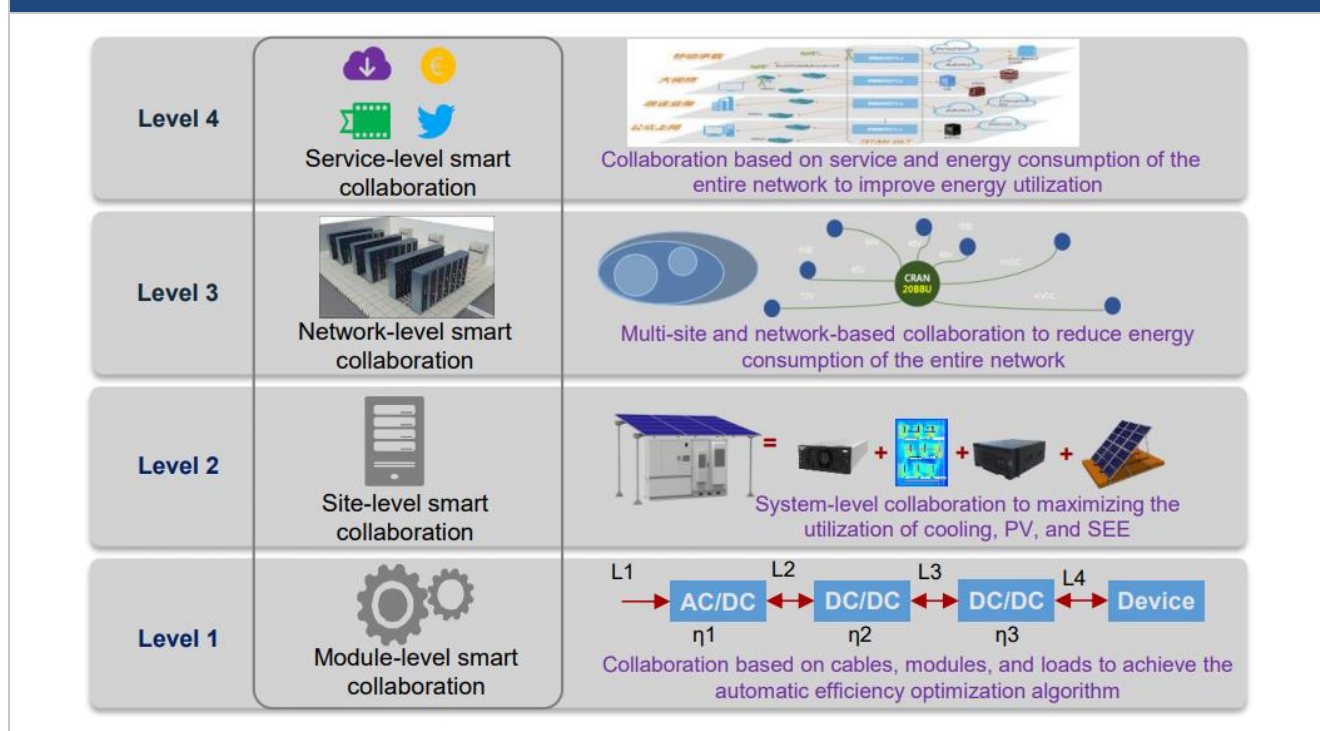 Level 4
Service-level smart
collaboration
Collaboration based on service and energy consumption of the
entire network to improve energy utilization
Level 3
Network-level smart
collaboration
CRAN
20BBU
HVDC
Multi-site and network-based collaboration to reduce energy
consumption of the entire network
Level 2
Site-level smart
collaboration
=
+
+
+
System-level collaboration to maximizing the
utilization of cooling, PV, and SEE
Level 1
Module-level smart
collaboration
L1
L2
L3
L4
AC/DC
DC/DC
DC/DC
Device
η1
η2
η3
Collaboration based on cables, modules, and loads to achieve the
automatic efficiency optimization algorithm